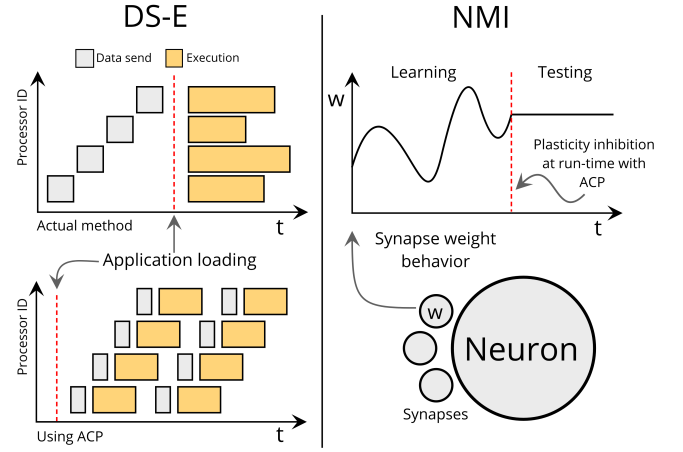 DS-E
Data send
Execution
Processor ID
Actual method
t
Application loading
Processor ID
Using ACP
t
NMI
Learning
Testing
w
Plasticity inhibition
at run-time with
ACP
t
Synapse weight
behavior
w
Neuron
Synapses